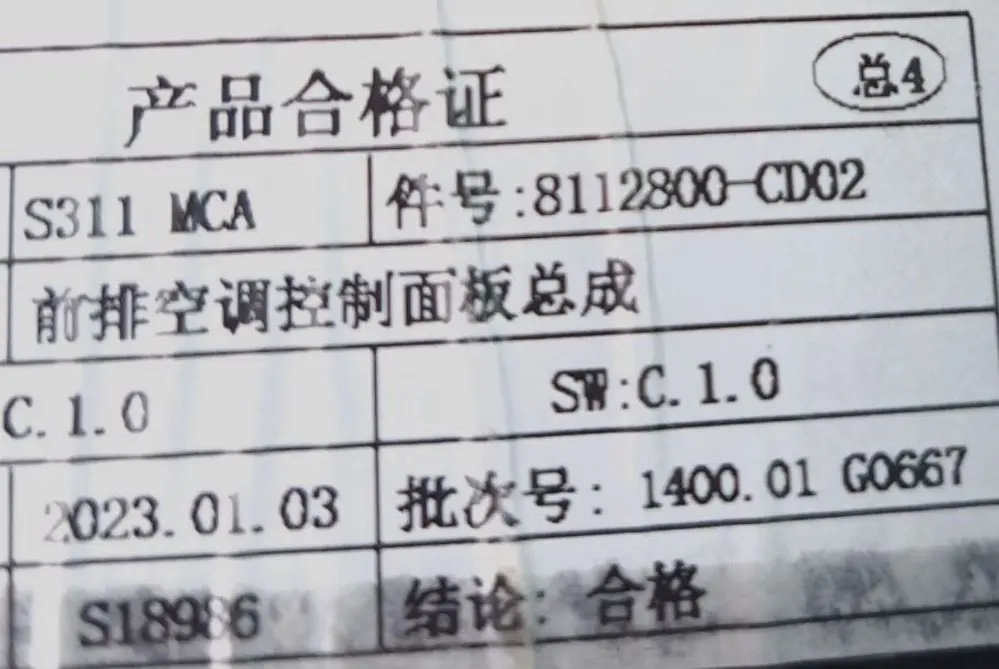 产品合格证 总4
S311 MCA 件号:8112800-CD02
前排空调控制面板总成
C.1.0 SW:C.1.0
2023.01.03 批次号: 1400.01 G0667
S18986 结论: 合格